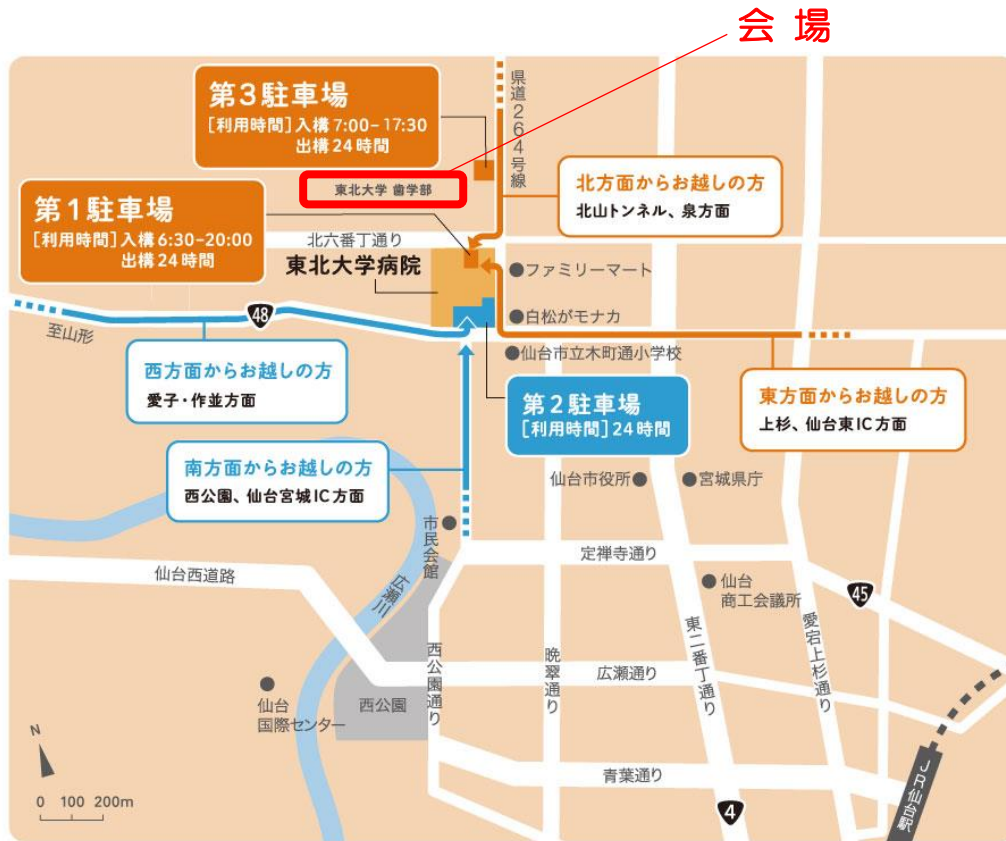 会場
第3駐車場
[利用時間]入構7:00-17:30
出構24時間
県道264号線
東北大学 歯学部
北方面からお越しの方
北山トンネル、泉方面
第1駐車場
[利用時間]入構6:30-20:00
出構24時間
北六番丁通り
東北大学病院
ファミリーマート
白松がモナカ
48
至山形
仙台市立木町通小学校
西方面からお越しの方
愛子・作並方面
第2駐車場
[利用時間]24時間
東方面からお越しの方
上杉、仙台東IC方面
南方面からお越しの方
西公園、仙台宮城IC方面
仙台市役所
宮城県庁
市民会館
定禅寺通り
仙台西道路
広瀬川
仙台
商工会議所
45
西公園通り
晩翠通り
東二番丁通り
愛宕上杉通り
広瀬通り
仙台
国際センター
西公園
N
青葉通り
JR仙台駅
0 100 200m
4